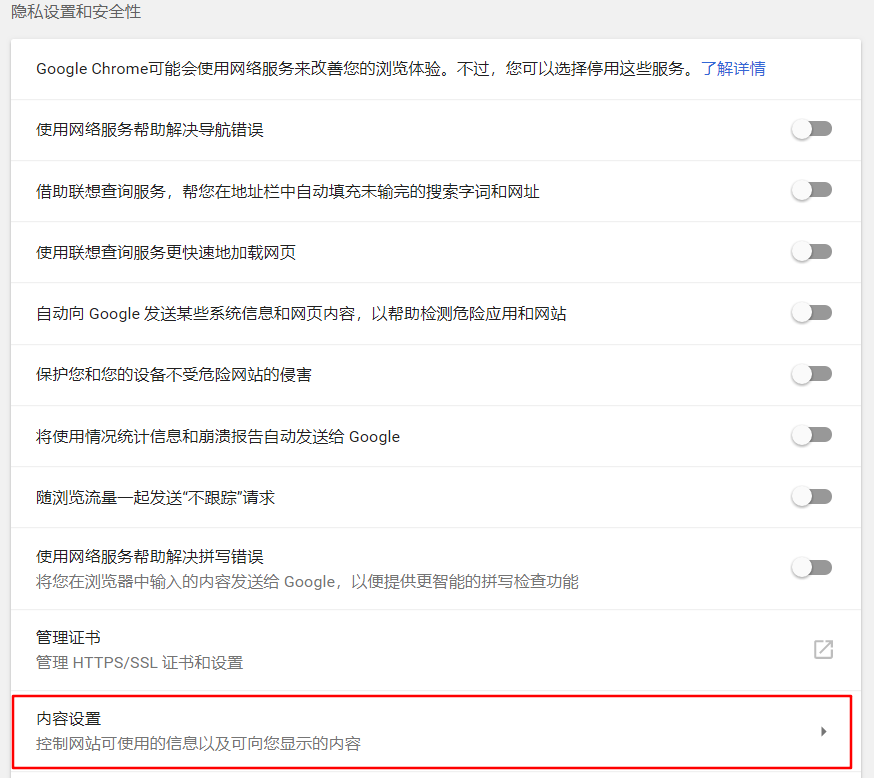 隐私设置和安全性
Google Chrome可能会使用网络服务来改善您的浏览体验。不过，您可以选择停用这些服务。了解详情
使用网络服务帮助解决导航错误
借助联想查询服务，帮您在地址栏中自动填充未输完的搜索字词和网址
使用联想查询服务更快速地加载网页
自动向 Google 发送某些系统信息和网页内容，以帮助检测危险应用和网站
保护您和您的设备不受危险网站的侵害
将使用情况统计信息和崩溃报告自动发送给 Google
随浏览流量一起发送“不跟踪”请求
使用网络服务帮助解决拼写错误
将您在浏览器中输入的内容发送给 Google，以便提供更智能的拼写检查功能
管理证书
管理 HTTPS/SSL 证书和设置
内容设置
控制网站可使用的信息以及可向您显示的内容